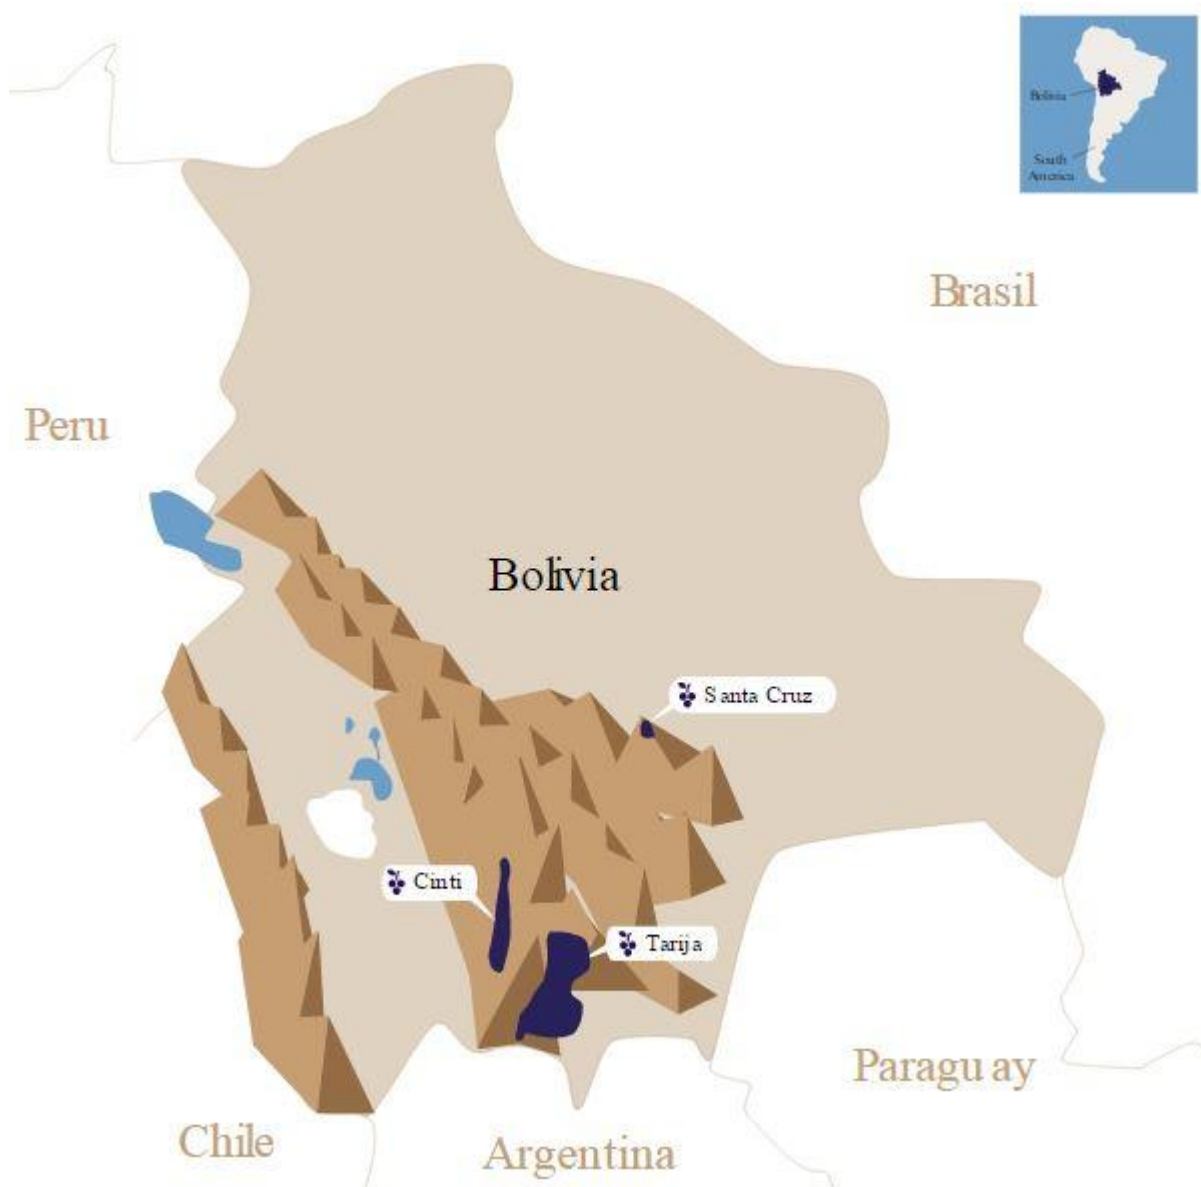 Bolivia
South
America
Brasil
Peru
Bolivia
Santa Cruz
Cinti
Tarija
Paraguay
Chile
Argentina